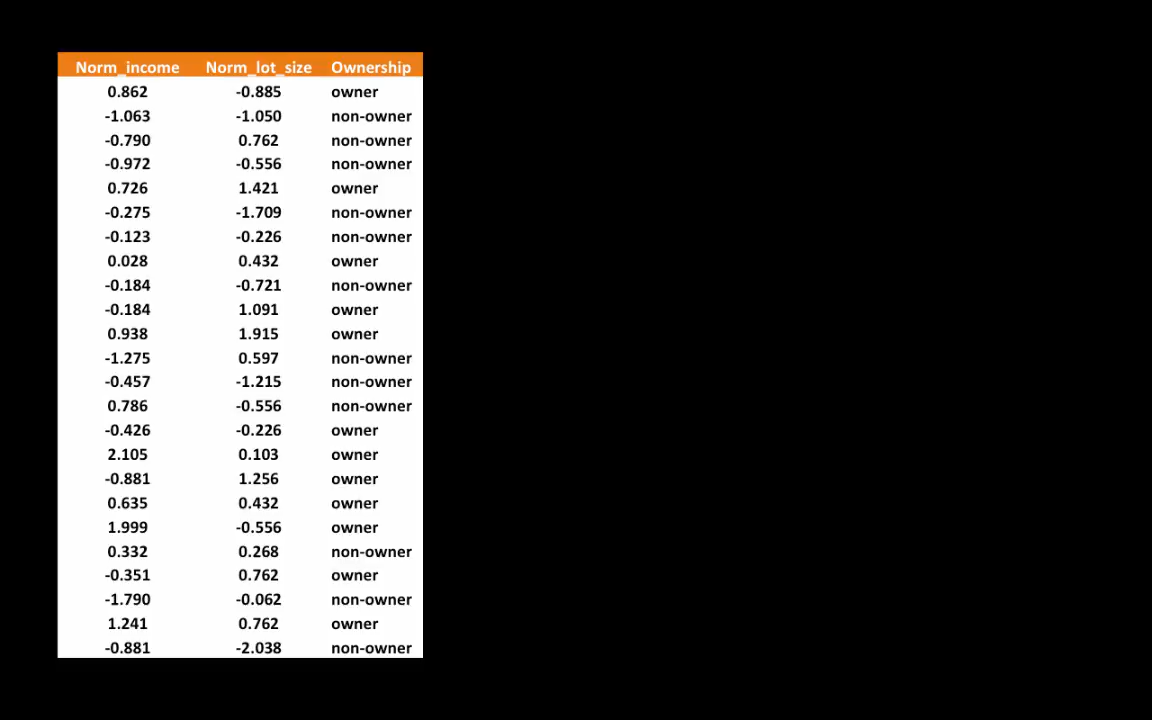 Norm_income Norm_lot_size Ownership
0.862 -0.885 owner
-1.063 -1.050 non-owner
-0.790 0.762 non-owner
-0.972 -0.556 non-owner
0.726 1.421 owner
-0.275 -1.709 non-owner
-0.123 -0.226 non-owner
0.028 0.432 owner
-0.184 -0.721 non-owner
-0.184 1.091 owner
0.938 1.915 owner
-1.275 0.597 non-owner
-0.457 -1.215 non-owner
0.786 -0.556 non-owner
-0.426 -0.226 owner
2.105 0.103 owner
-0.881 1.256 owner
0.635 0.432 owner
1.999 -0.556 owner
0.332 0.268 non-owner
-0.351 0.762 owner
-1.790 -0.062 non-owner
1.241 0.762 owner
-0.881 -2.038 non-owner